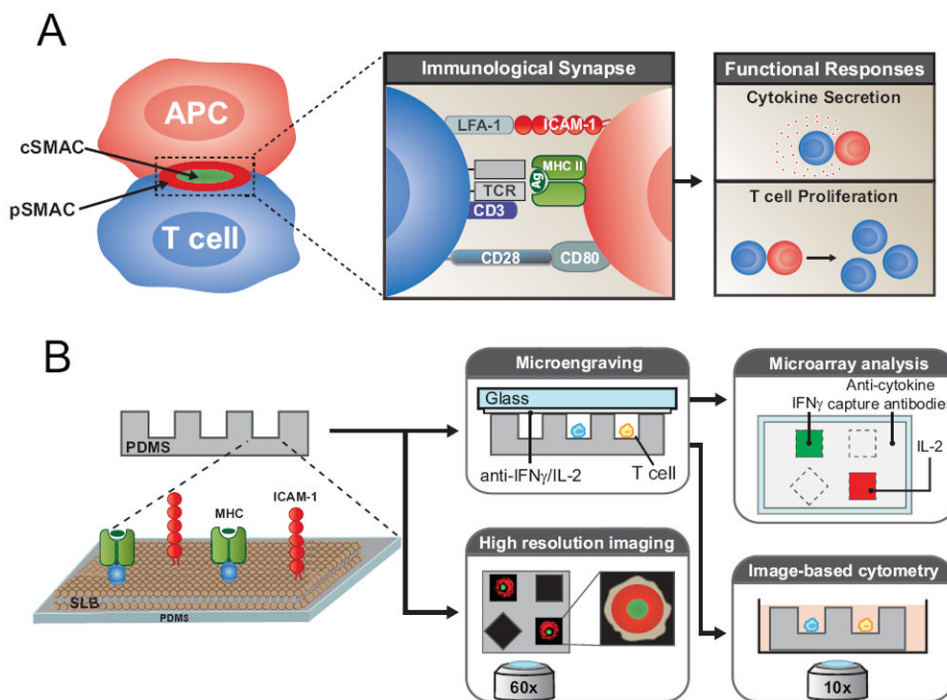 A
APC
cSMAC
pSMAC
T cell
Immunological Synapse
LFA-1
ICAM-1
MHC II
Ag
TCR
CD3
CD28
CD80
Functional Responses
Cytokine Secretion
T cell Proliferation
B
PDMS
ICAM-1
MHC
SLB
PDMS
Microengraving
Glass
anti-IFNγ/IL-2
T cell
Microarray analysis
Anti-cytokine
IFNγ capture antibodies
IL-2
High resolution imaging
60x
Image-based cytometry
10x